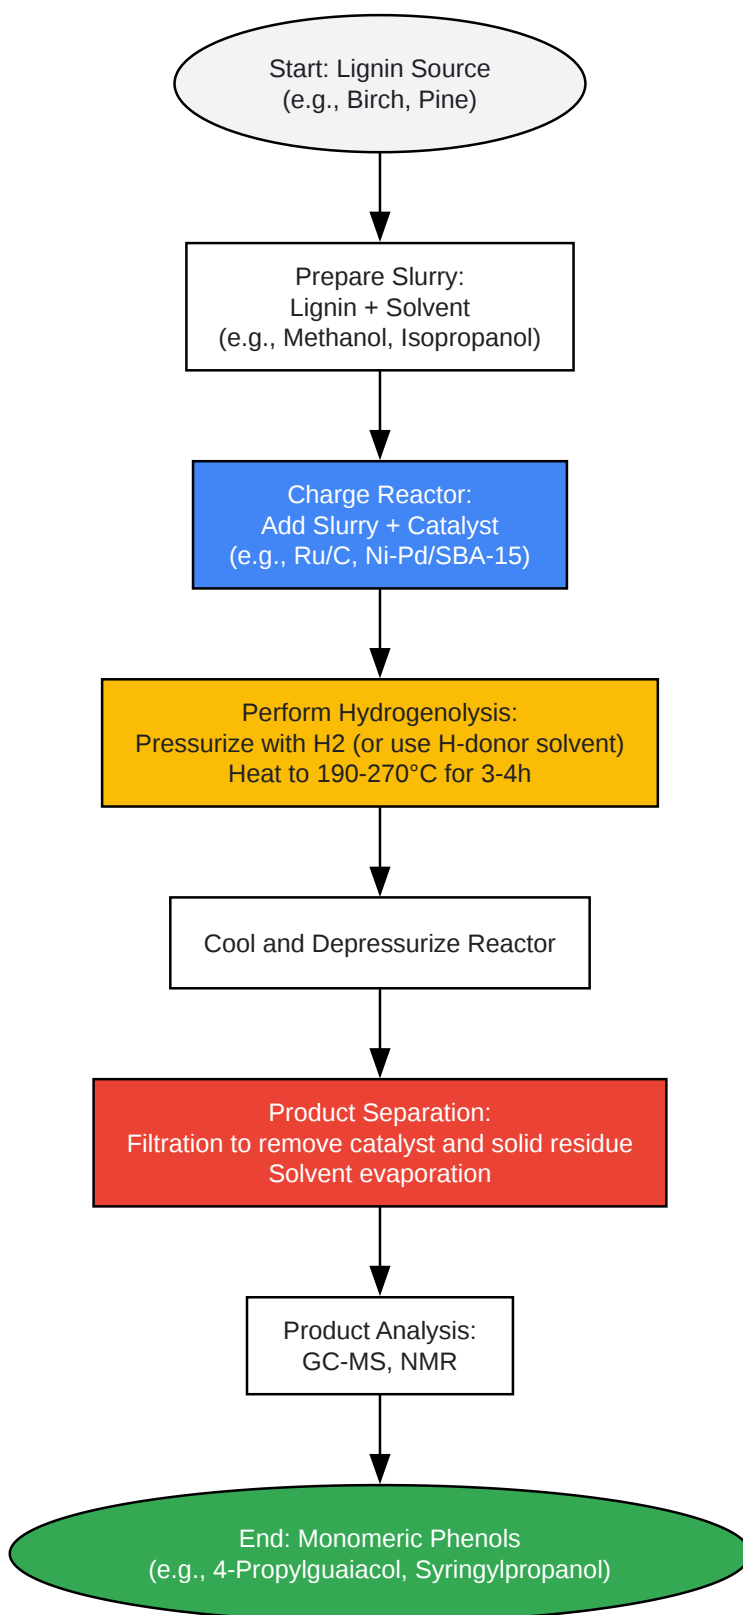 Start: Lignin Source
(e.g., Birch, Pine)
Prepare Slurry:
Lignin + Solvent
(e.g., Methanol, Isopropanol)
Charge Reactor:
Add Slurry + Catalyst
(e.g., Ru/C, Ni-Pd/SBA-15)
Perform Hydrogenolysis:
Pressurize with H2 (or use H-donor solvent)
Heat to 190-270°C for 3-4h
Cool and Depressurize Reactor
Product Separation:
Filtration to remove catalyst and solid residue
Solvent evaporation
Product Analysis:
GC-MS, NMR
End: Monomeric Phenols
(e.g., 4-Propylguaiacol, Syringylpropanol)